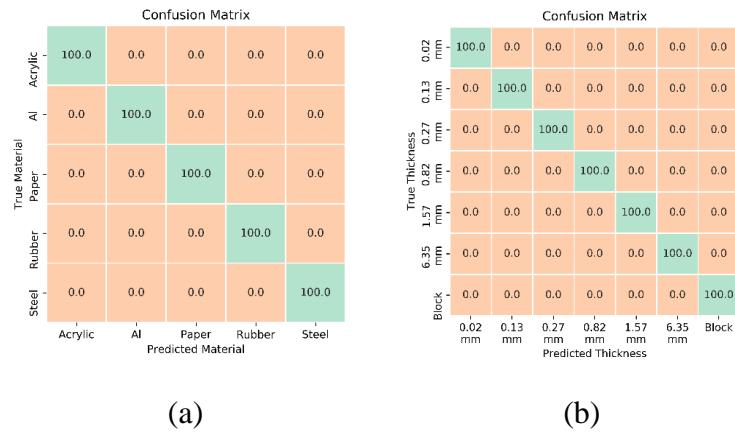 Confusion Matrix
True Material
Acrylic 100.0 0.0 0.0 0.0 0.0
Al 0.0 100.0 0.0 0.0 0.0
Paper 0.0 0.0 100.0 0.0 0.0
Rubber 0.0 0.0 0.0 100.0 0.0
Steel 0.0 0.0 0.0 0.0 100.0
Acrylic Al Paper Rubber Steel
Predicted Material
(a)
Confusion Matrix
True Thickness
0.02 mm 100.0 0.0 0.0 0.0 0.0 0.0 0.0
0.13 mm 0.0 100.0 0.0 0.0 0.0 0.0 0.0
0.27 mm 0.0 0.0 100.0 0.0 0.0 0.0 0.0
0.82 mm 0.0 0.0 0.0 100.0 0.0 0.0 0.0
1.57 mm 0.0 0.0 0.0 0.0 100.0 0.0 0.0
6.35 mm 0.0 0.0 0.0 0.0 0.0 100.0 0.0
Block 0.0 0.0 0.0 0.0 0.0 0.0 100.0
0.02 0.13 0.27 0.82 1.57 6.35 Block
mm mm mm mm mm mm
Predicted Thickness
(b)